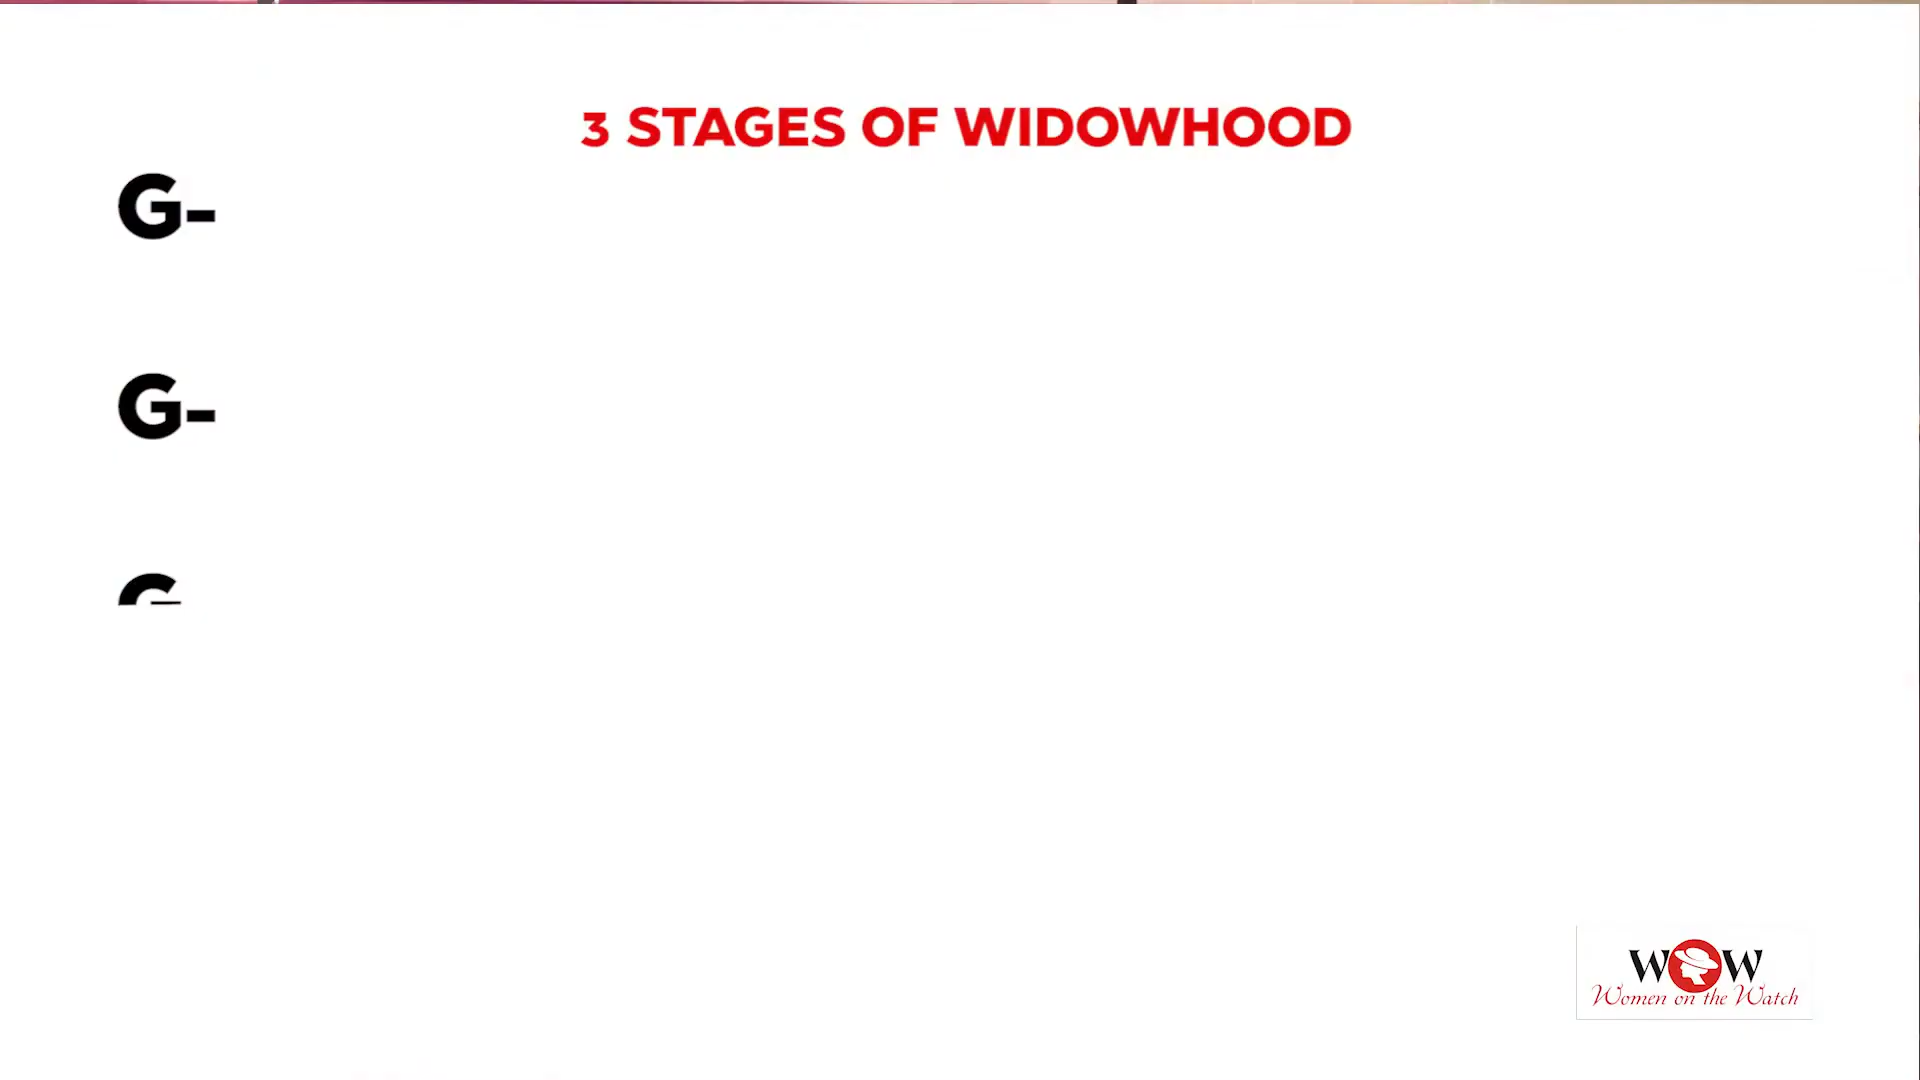 3 STAGES OF WIDOWHOOD
G-
G-
G
WOW
Women on the Watch